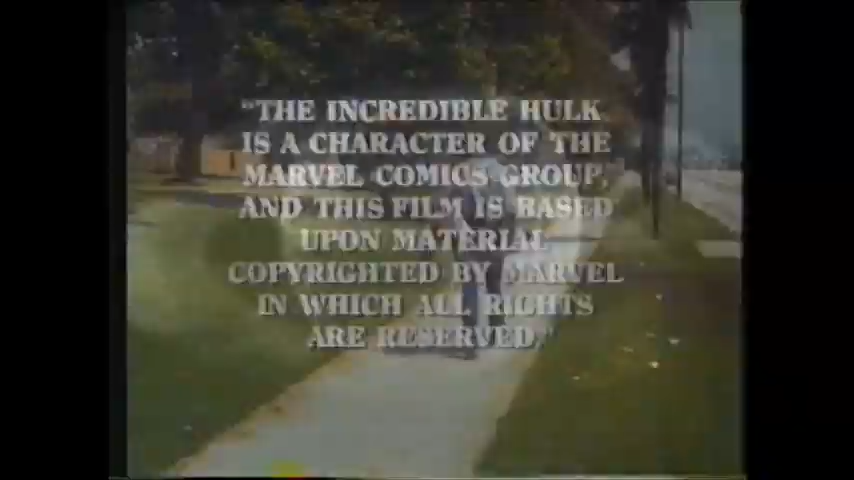 "THE INCREDIBLE HULK
IS A CHARACTER OF THE
MARVEL COMICS GROUP,
AND THIS FILM IS BASED
UPON MATERIAL
COPYRIGHTED BY MARVEL
IN WHICH ALL RIGHTS
ARE RESERVED."